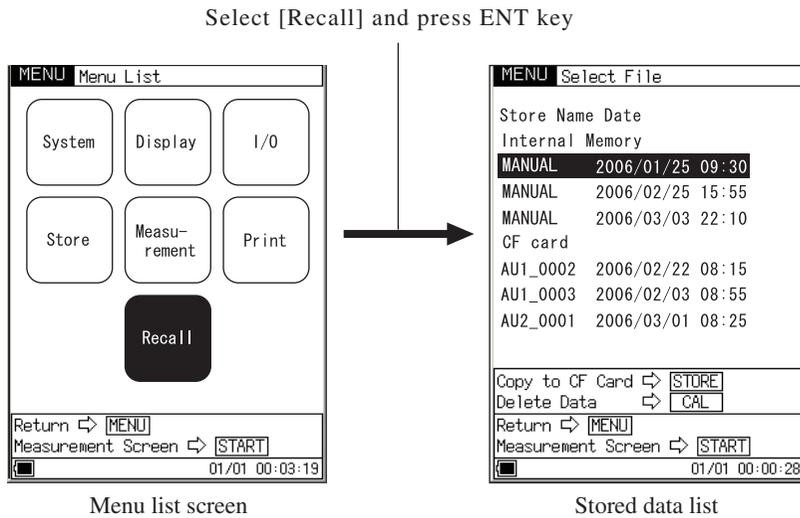 Select [Recall] and press ENT key
MENU Menu List
System Display I/O
Store Measu-
rement Print
Recall
Return ⇨ MENU
Measurement Screen ⇨ START
01/01 00:03:19
Menu list screen
MENU Select File
Store Name Date
Internal Memory
MANUAL 2006/01/25 09:30
MANUAL 2006/02/25 15:55
MANUAL 2006/03/03 22:10
CF card
AU1_0002 2006/02/22 08:15
AU1_0003 2006/02/03 08:55
AU2_0001 2006/03/01 08:25
Copy to CF Card ⇨ STORE
Delete Data ⇨ CAL
Return ⇨ MENU
Measurement Screen ⇨ START
01/01 00:00:28
Stored data list